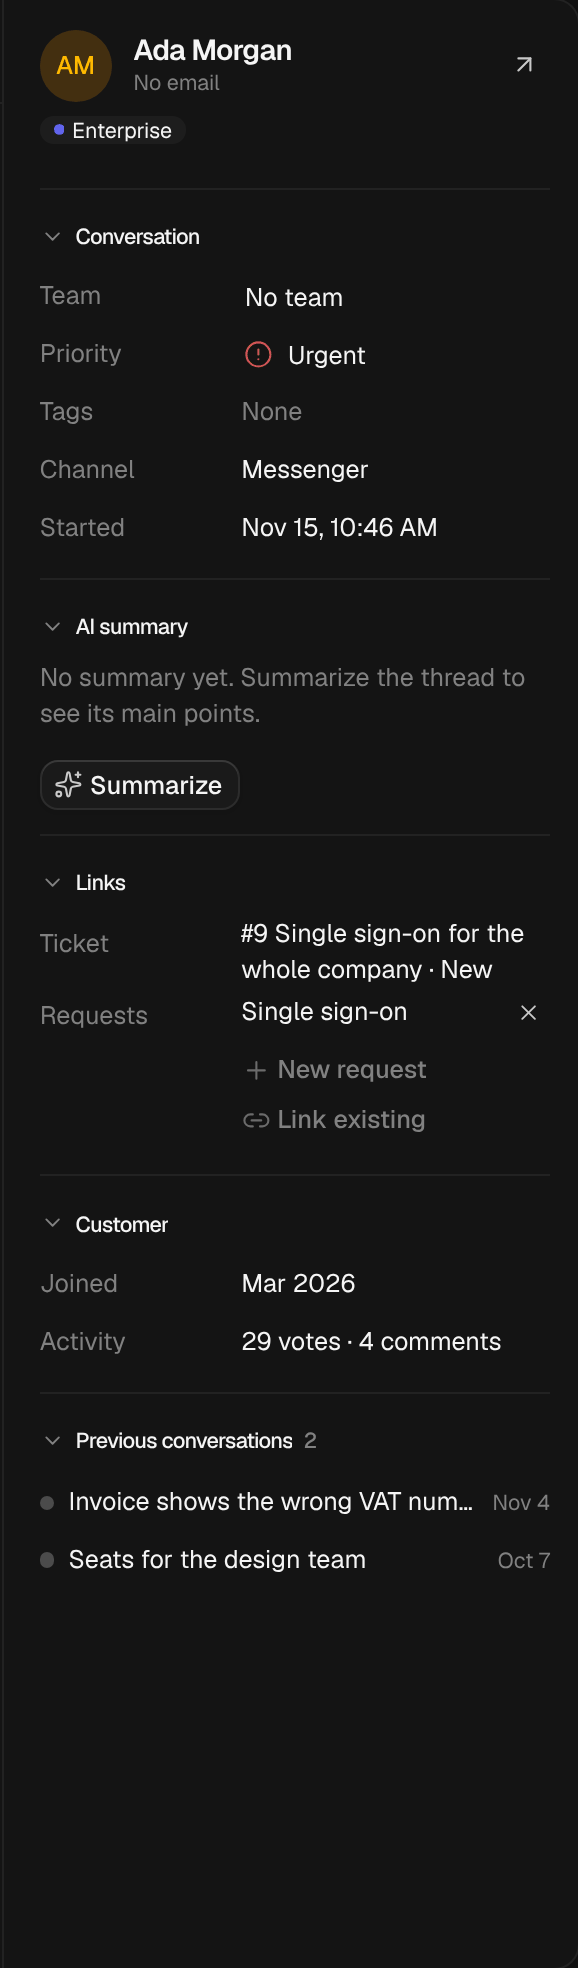 AM
Ada Morgan
No email
Enterprise
Conversation
Team No team
Priority Urgent
Tags None
Channel Messenger
Started Nov 15, 10:46 AM
AI summary
No summary yet. Summarize the thread to
see its main points.
Summarize
Links
Ticket #9 Single sign-on for the
whole company · New
Requests Single sign-on
New request
Link existing
Customer
Joined Mar 2026
Activity 29 votes · 4 comments
Previous conversations 2
Invoice shows the wrong VAT num... Nov 4
Seats for the design team Oct 7